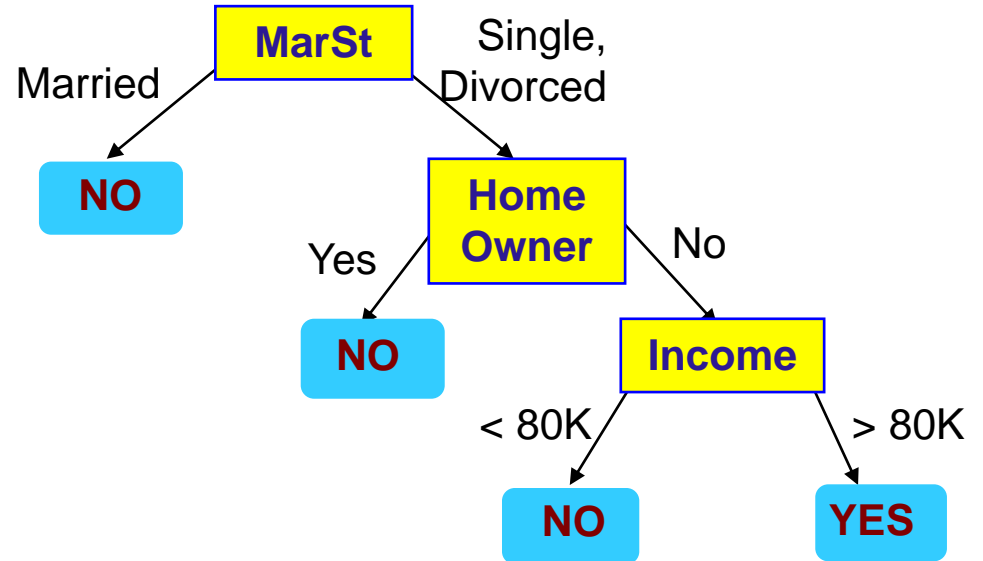 MarSt
Single,
Divorced
Married
NO
Home
Owner
Yes
No
NO
Income
< 80K
> 80K
NO
YES